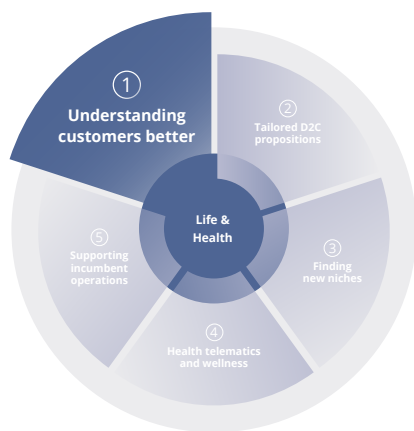 1
Understanding
customers better
2
Tailored D2C
propositions
3
Finding
new niches
4
Health telematics
and wellness
5
Supporting
incumbent
operations
Life &
Health